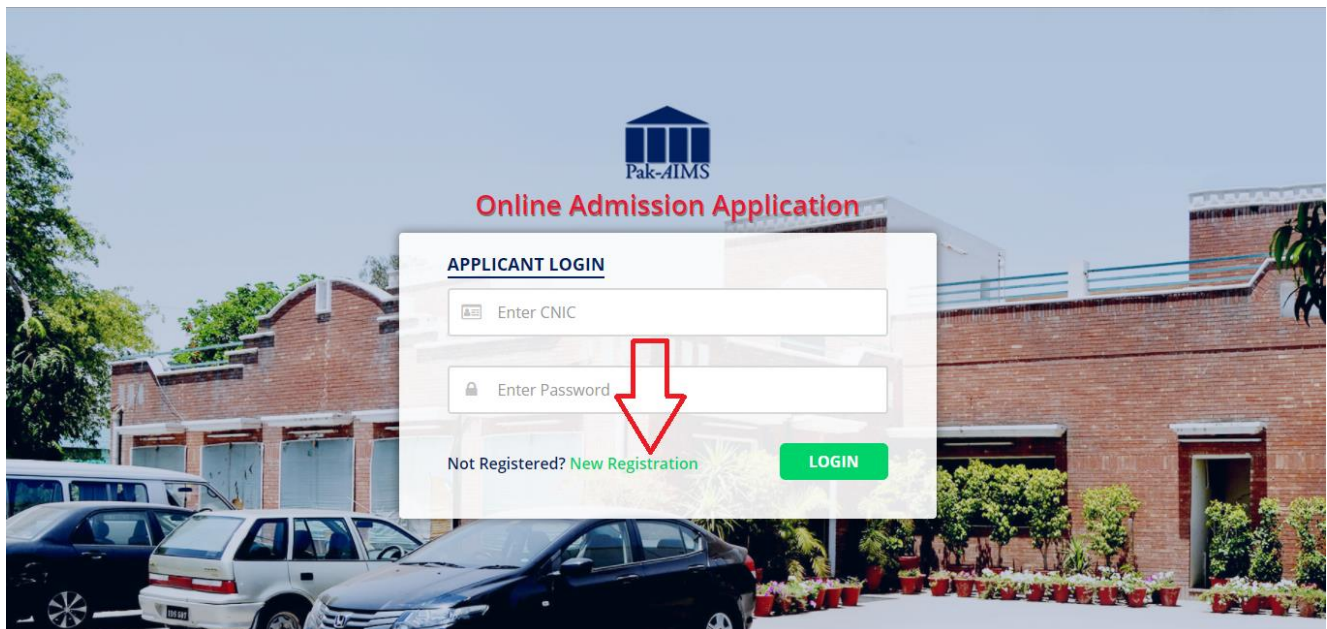 Pak-AIMS
Online Admission Application
APPLICANT LOGIN
Enter CNIC
Enter Password
Not Registered? New Registration
LOGIN